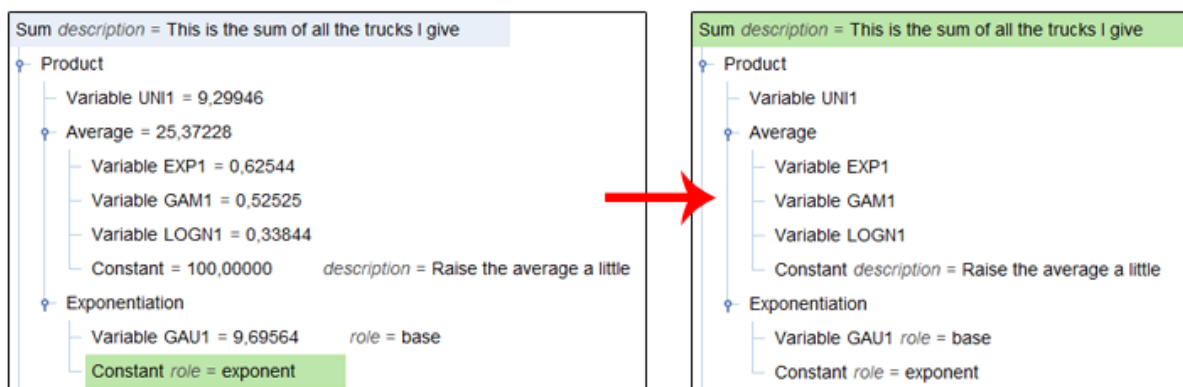 Sum description = This is the sum of all the trucks I give
Product
Variable UNI1 = 9,29946
Average = 25,37228
Variable EXP1 = 0,62544
Variable GAM1 = 0,52525
Variable LOGN1 = 0,33844
Constant = 100,00000 description = Raise the average a little
Exponentiation
Variable GAU1 = 9,69564 role = base
Constant role = exponent
Sum description = This is the sum of all the trucks I give
Product
Variable UNI1
Average
Variable EXP1
Variable GAM1
Variable LOGN1
Constant description = Raise the average a little
Exponentiation
Variable GAU1 role = base
Constant role = exponent